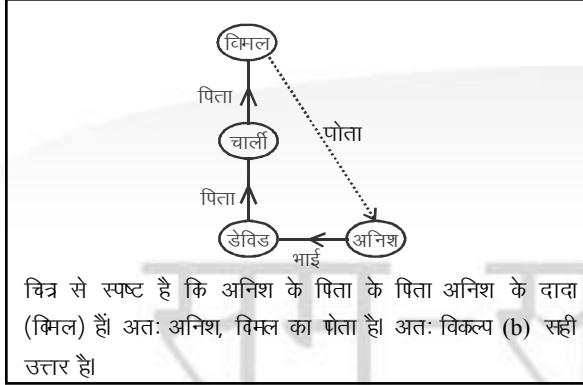 विमल
पिता
पोता
चार्ली
पिता
डेविड
अनिश
भाई
चित्र से स्पष्ट है कि अनिश के पिता के पिता अनिश के दादा
(विमल) हैं। अतः अनिश, विमल का पोता है। अतः विकल्प (b) सही
उत्तर है।